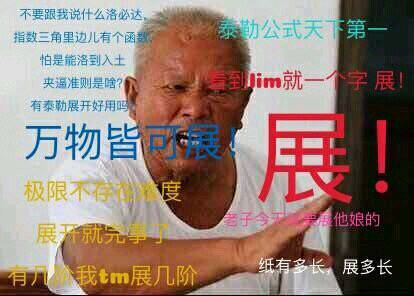 不要跟我说什么洛必达，
指数三角里边儿有个函数，
怕是能洛到入土
夹逼准则是啥？
有泰勒展开好用吗？
万物皆可展！
极限不存在难度
展开就完事了
有几阶我tm展几阶
泰勒公式天下第一
看到lim就一个字 展！
展！
老子今天就要展他娘的
纸有多长，展多长